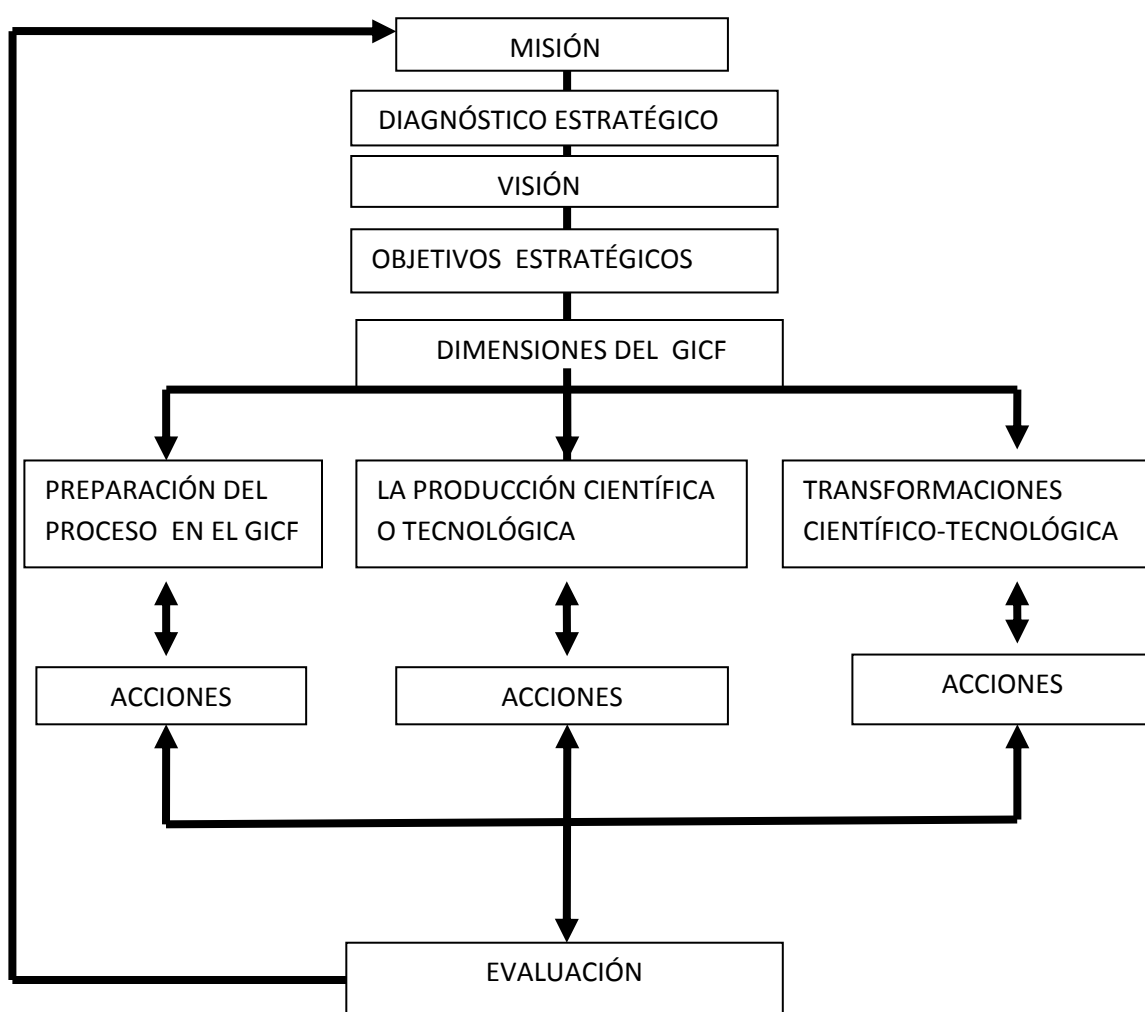 MISIÓN
DIAGNÓSTICO ESTRATÉGICO
VISIÓN
OBJETIVOS ESTRATÉGICOS
DIMENSIONES DEL GICF
PREPARACIÓN DEL
PROCESO EN EL GICF
LA PRODUCCIÓN CIENTÍFICA
O TECNOLÓGICA
TRANSFORMACIONES
CIENTÍFICO-TECNOLÓGICA
ACCIONES
ACCIONES
ACCIONES
EVALUACIÓN